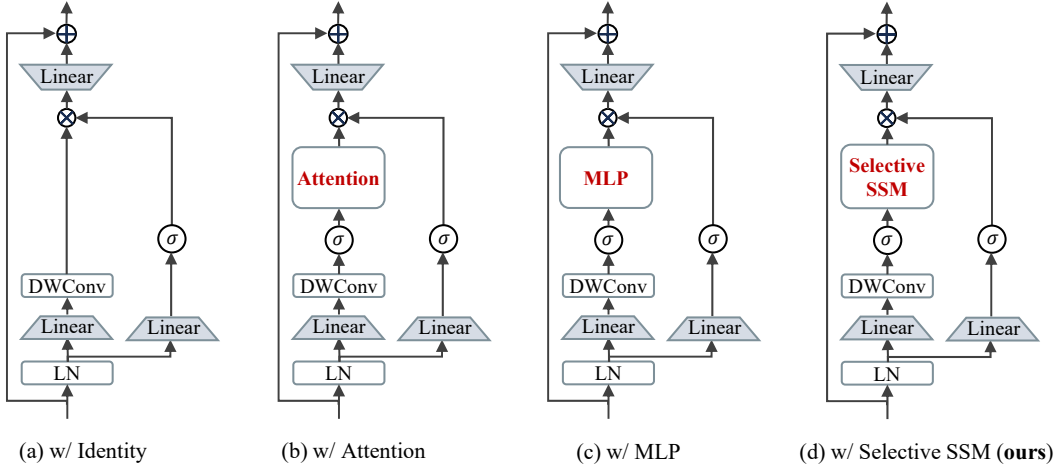 Linear
σ
DWConv
Linear
Linear
LN
(a) w/ Identity
Linear
Attention
σ
σ
DWConv
Linear
Linear
LN
(b) w/ Attention
Linear
MLP
σ
σ
DWConv
Linear
Linear
LN
(c) w/ MLP
Linear
Selective
SSM
σ
σ
DWConv
Linear
Linear
LN
(d) w/ Selective SSM (ours)